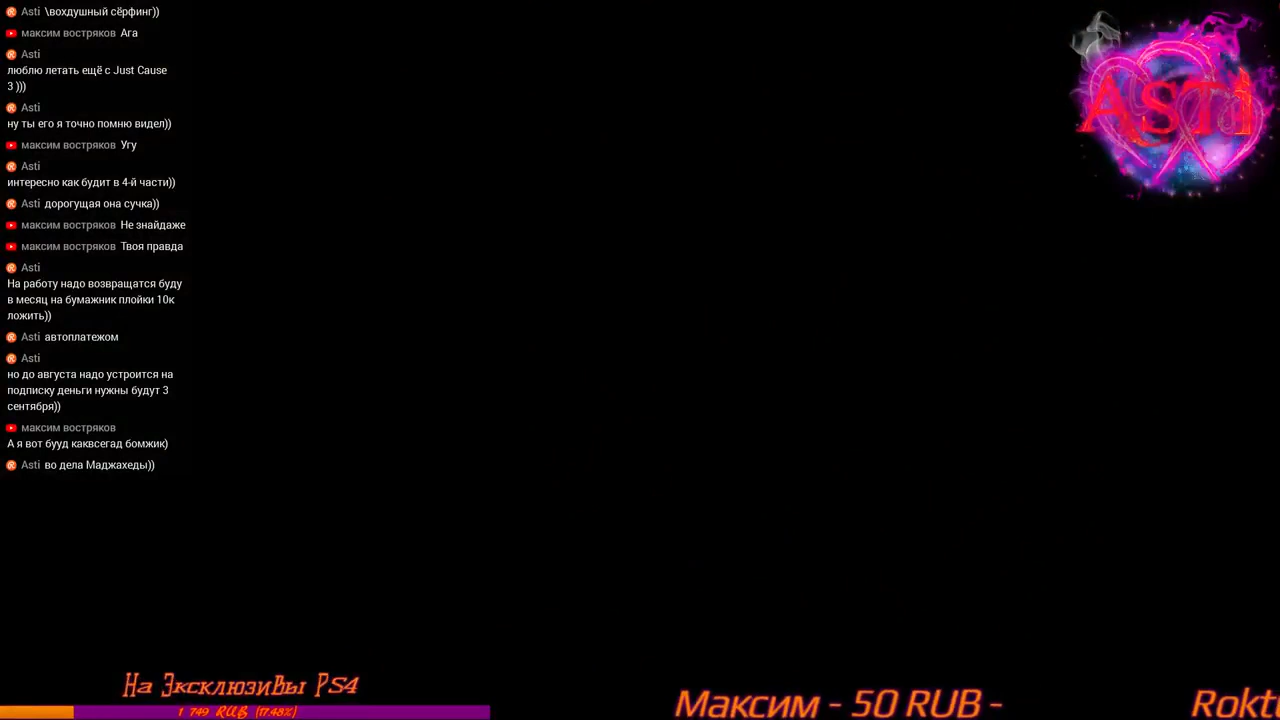 Asti \вохдушный сёрфинг))
максим востряков Ага
Asti
люблю летать ещё с Just Cause
3 )))
Asti
ну ты его я точно помню видел))
максим востряков Угу
Asti
интересно как будит в 4-й части))
Asti дорогущая она сучка))
максим востряков Не знайдаже
максим востряков Твоя правда
Asti
На работу надо возвращатся буду
в месяц на бумажник плойки 10к
ложить))
Asti автоплатежом
Asti
но до августа надо устроится на
подписку деньги нужны будут 3
сентября))
максим востряков
А я вот бууд каквсегад бомжик)
Asti во дела Маджахеды))
Asti
На Эксклюзивы PS4
1 749 RUB (17.48%)
Максим - 50 RUB -